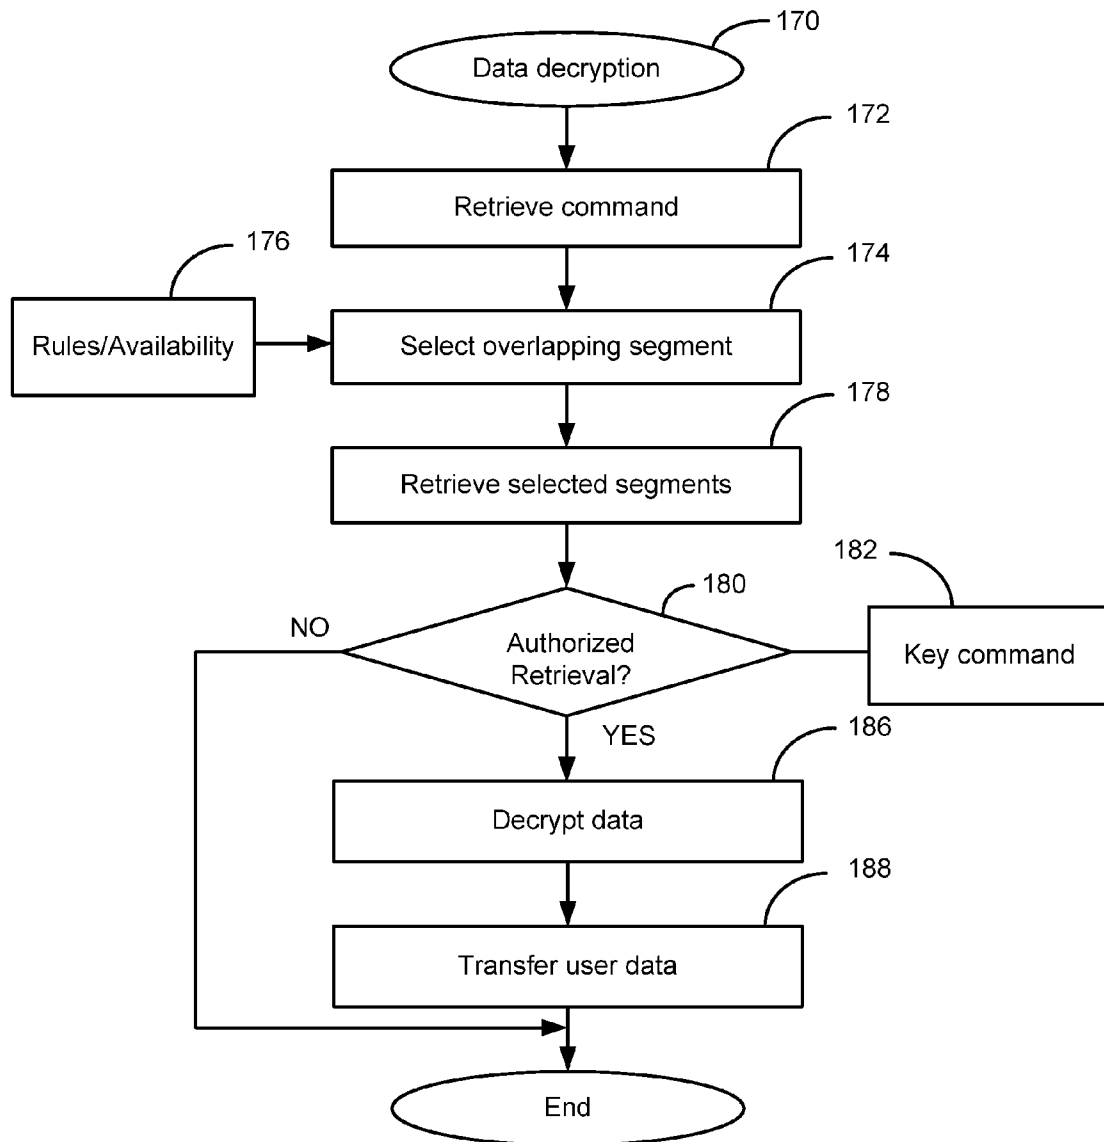 170
Data decryption
172
Retrieve command
176
174
Rules/Availability
Select overlapping segment
178
Retrieve selected segments
182
180
NO
Authorized
Retrieval?
Key command
YES
186
Decrypt data
188
Transfer user data
End